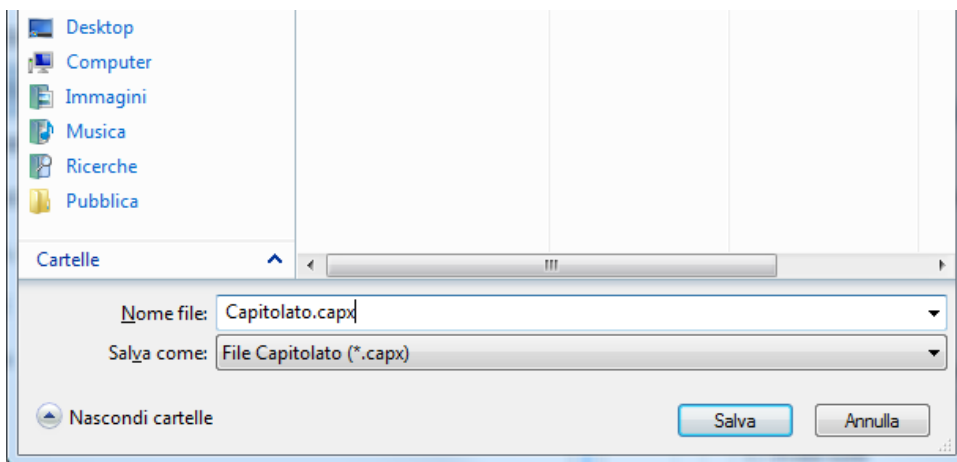 Desktop
Computer
Immagini
Musica
Ricerche
Pubblica
Cartelle
Nome file: Capitolato.capx
Salva come: File Capitolato (*.capx)
Nascondi cartelle Salva Annulla